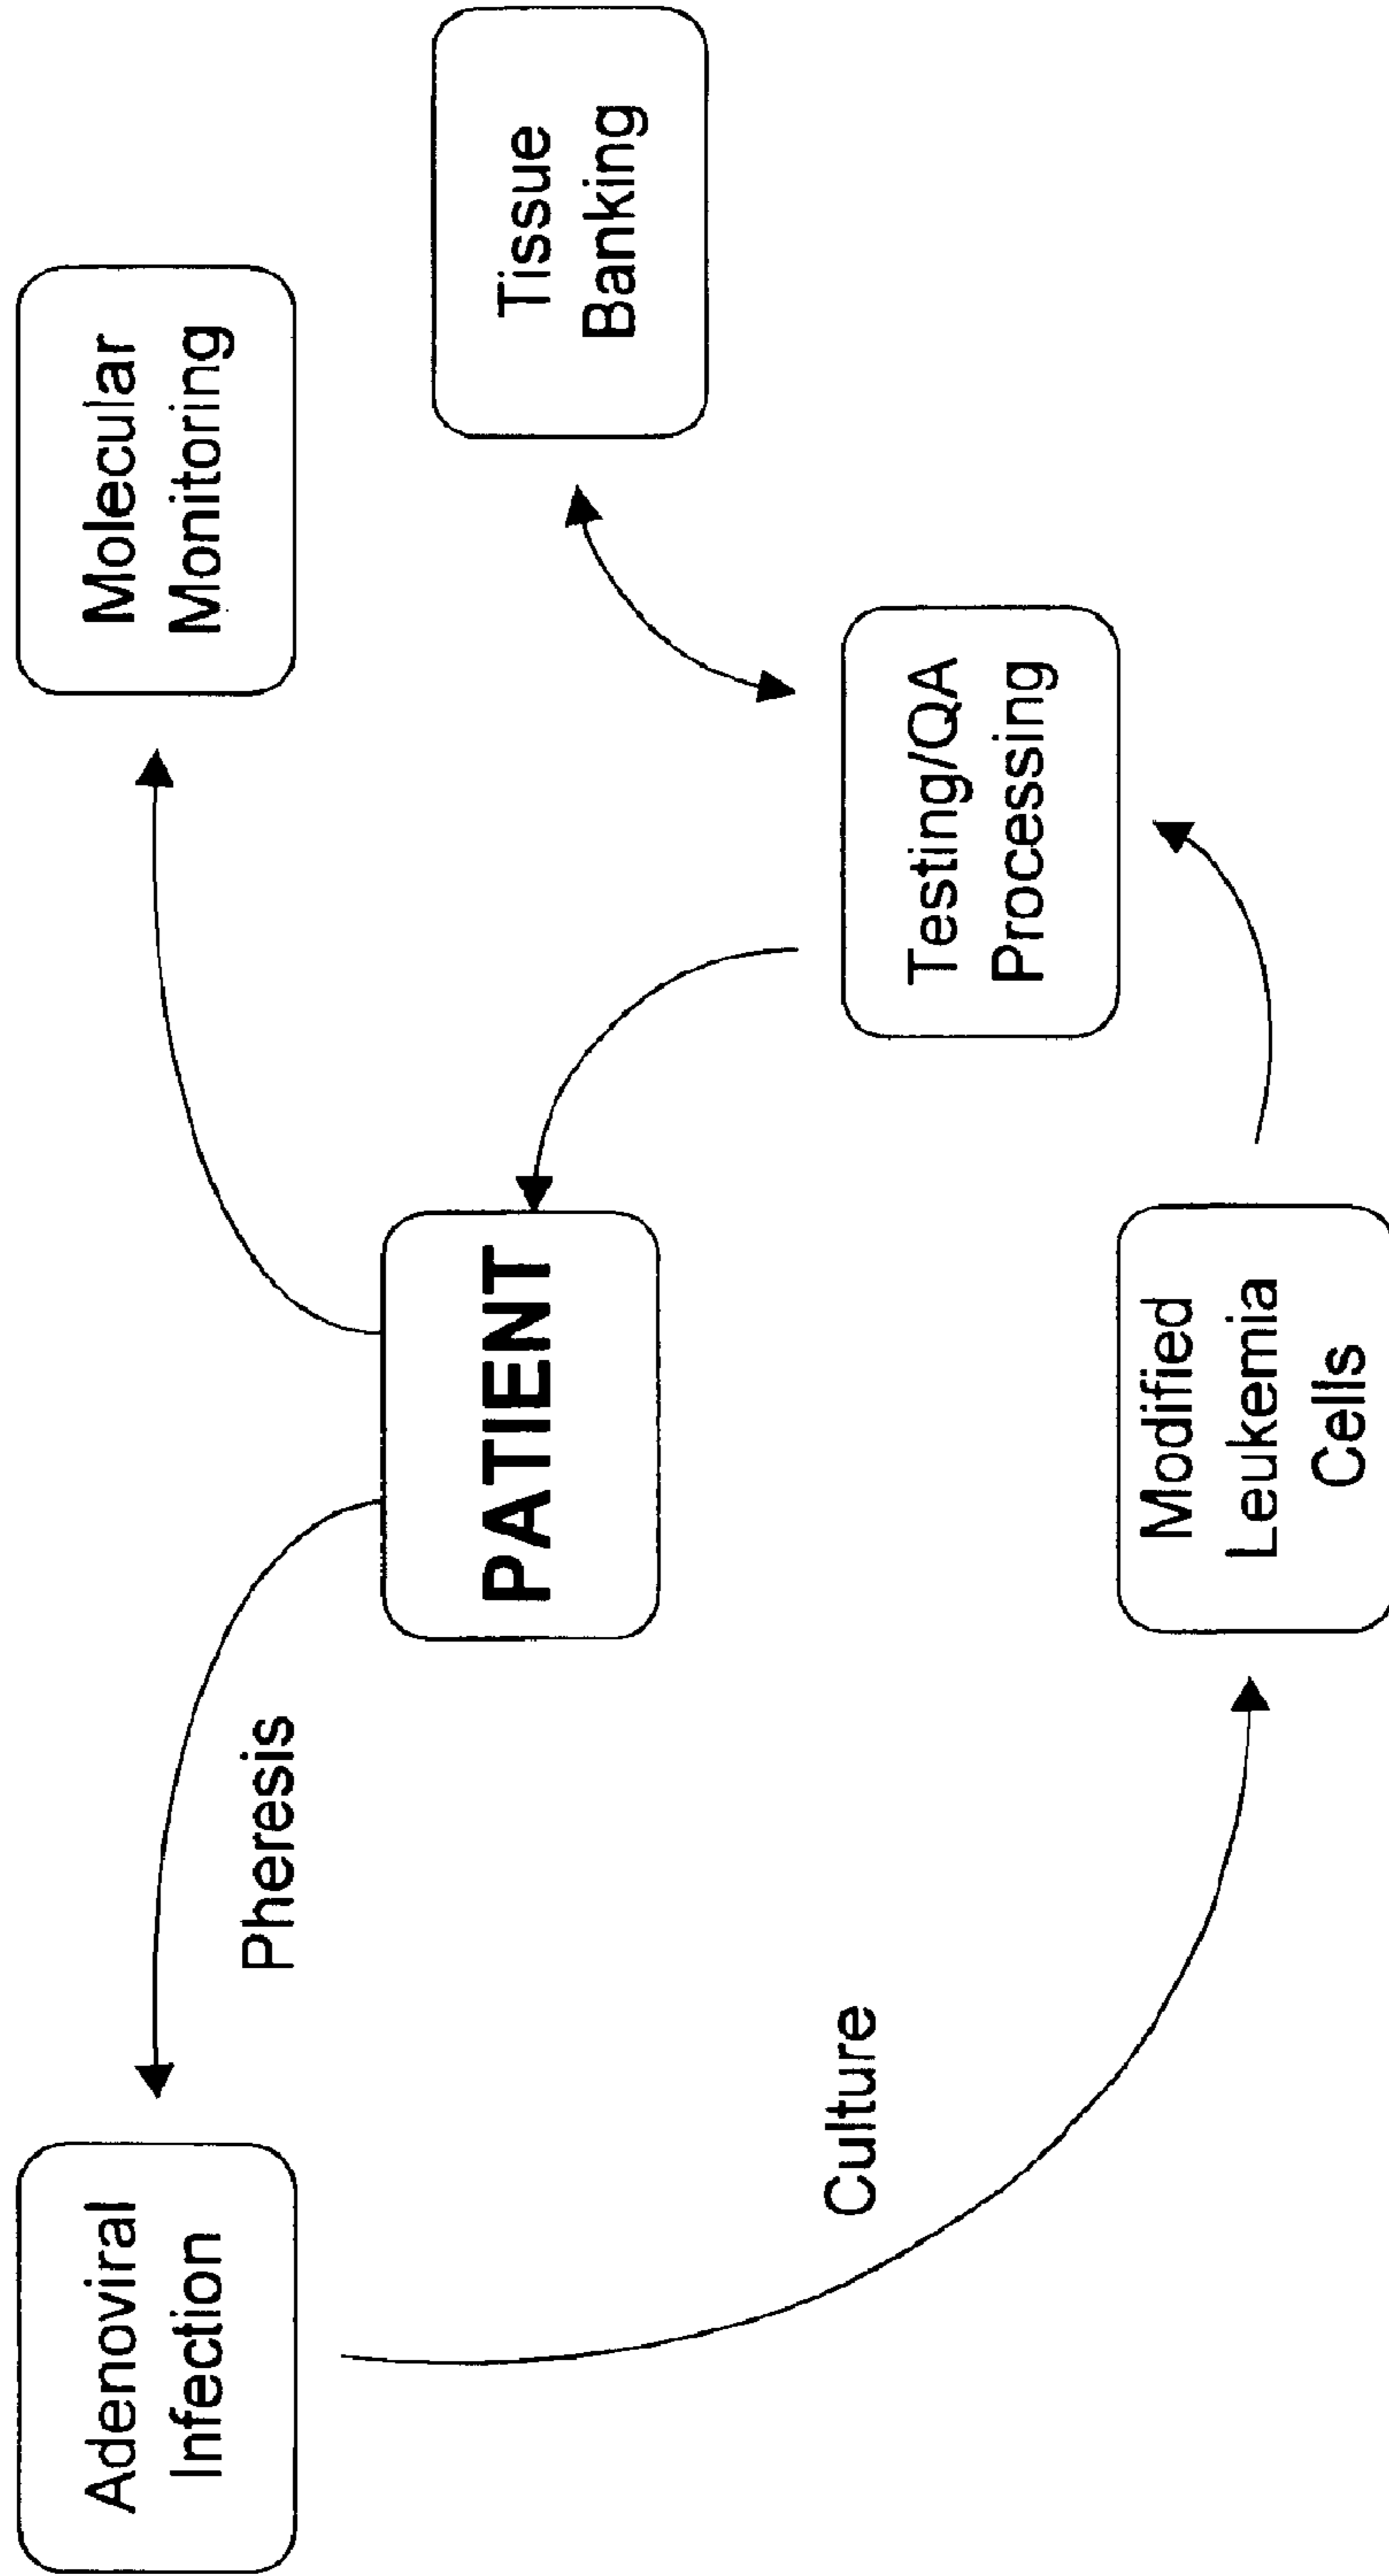 Adenoviral
Infection
Pheresis
Molecular
Monitoring
PATIENT
Tissue
Banking
Culture
Testing/QA
Processing
Modified
Leukemia
Cells